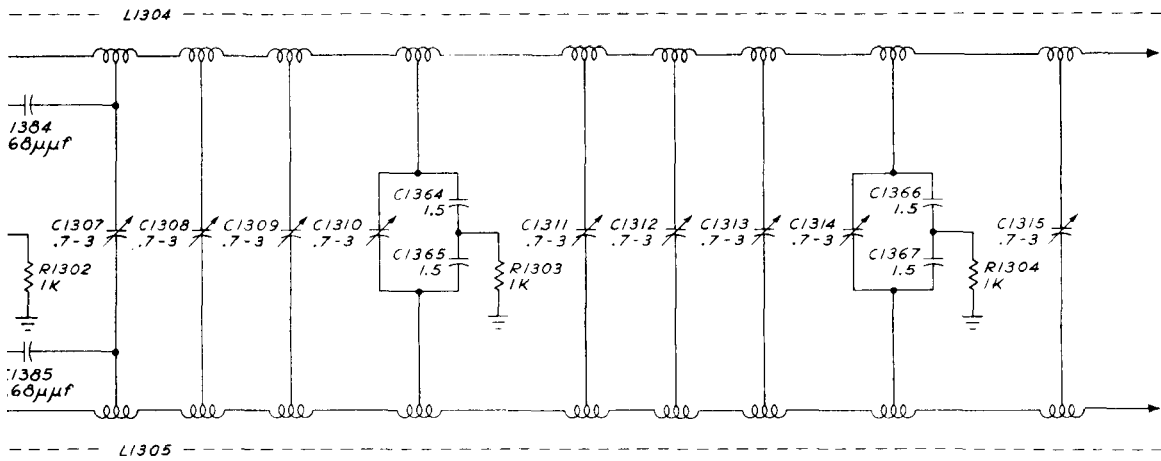 L1304
1384
68µµf
C1364
1.5
C1366
1.5
C1307
.7-3
C1308
.7-3
C1309
.7-3
C1310
.7-3
C1311
.7-3
C1312
.7-3
C1313
.7-3
C1314
.7-3
C1315
.7-3
C1365
1.5
C1367
1.5
R1302
1K
R1303
1K
R1304
1K
C1385
68µµf
L1305